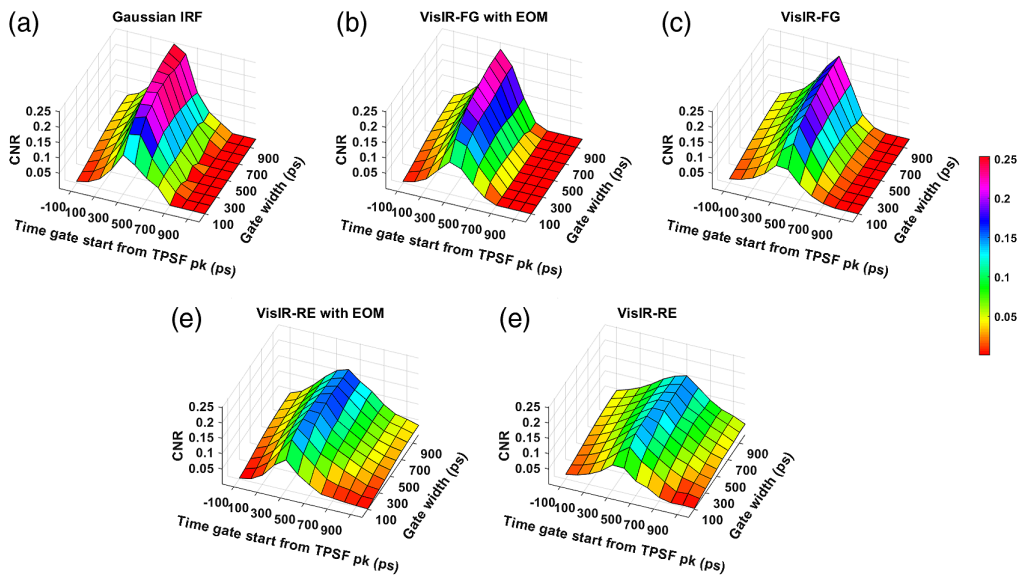 (a) Gaussian IRF
0.25
0.2
0.15
0.1
0.05
CNR
-100 100 300 500 700 900
Time gate start from TPSF pk (ps)
100 300 500 700 900
Gate width (ps)
(b) VisIR-FG with EOM
0.25
0.2
0.15
0.1
0.05
CNR
-100 100 300 500 700 900
Time gate start from TPSF pk (ps)
100 300 500 700 900
Gate width (ps)
(c) VisIR-FG
0.25
0.2
0.15
0.1
0.05
CNR
-100 100 300 500 700 900
Time gate start from TPSF pk (ps)
100 300 500 700 900
Gate width (ps)
0.25
0.2
0.15
0.1
0.05
(e) VisIR-RE with EOM
0.25
0.2
0.15
0.1
0.05
CNR
-100 100 300 500 700 900
Time gate start from TPSF pk (ps)
100 300 500 700 900
Gate width (ps)
(e) VisIR-RE
0.25
0.2
0.15
0.1
0.05
CNR
-100 100 300 500 700 900
Time gate start from TPSF pk (ps)
100 300 500 700 900
Gate width (ps)